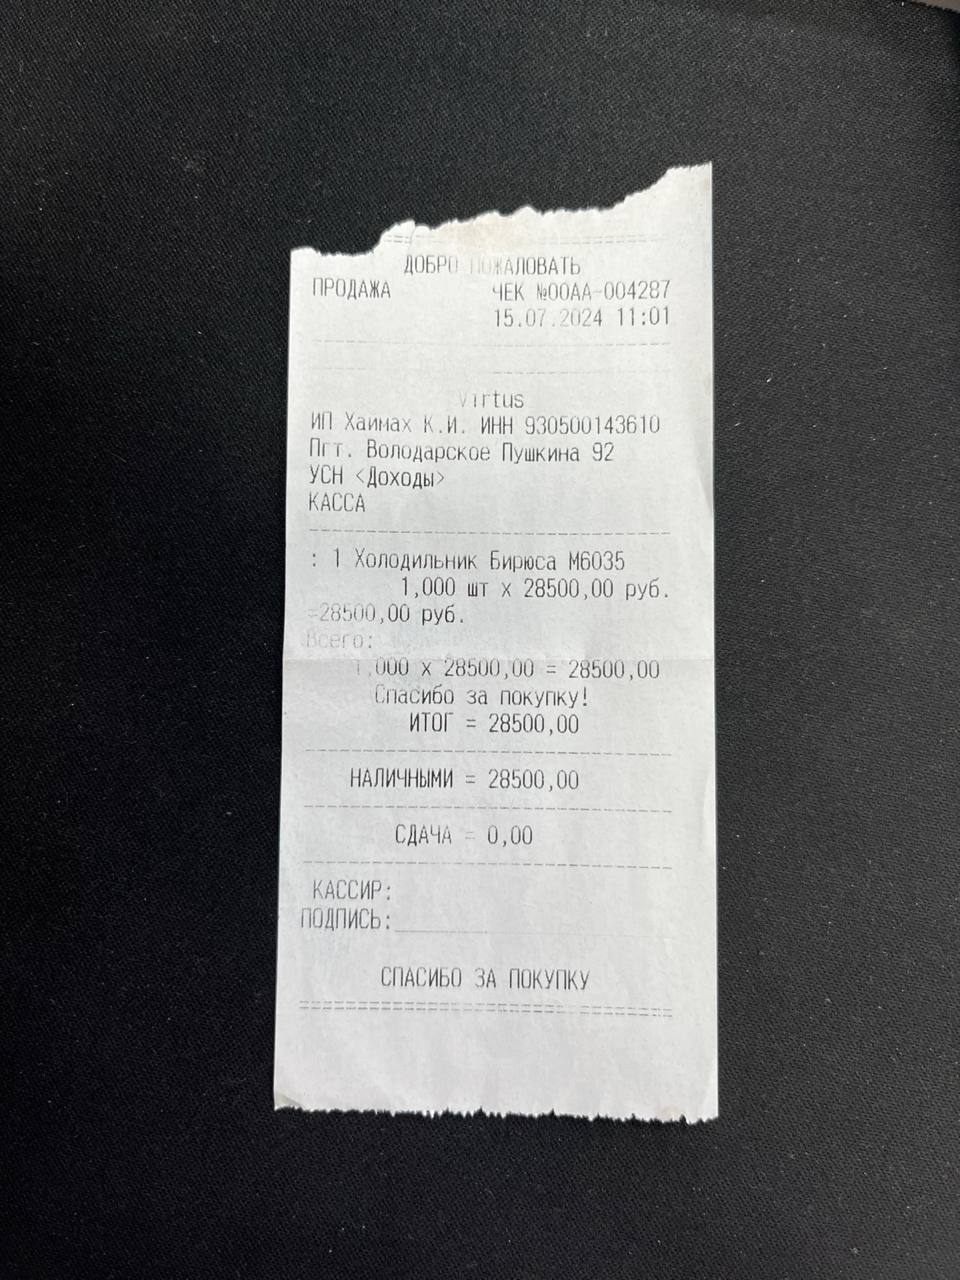 ДОБРО ПОЖАЛОВАТЬ
ПРОДАЖА ЧЕК №00АА-004287
15.07.2024 11:01
Virtus
ИП Хаимах К.И. ИНН 930500143610
Пгт. Володарское Пушкина 92
УСН <Доходы>
КАССА
: 1 Холодильник Бирюса М6035
1,000 шт х 28500,00 руб.
=28500,00 руб.
Всего:
1,000 х 28500,00 = 28500,00
Спасибо за покупку!
ИТОГ = 28500,00
НАЛИЧНЫМИ = 28500,00
СДАЧА = 0,00
КАССИР:
ПОДПИСЬ:
СПАСИБО ЗА ПОКУПКУ